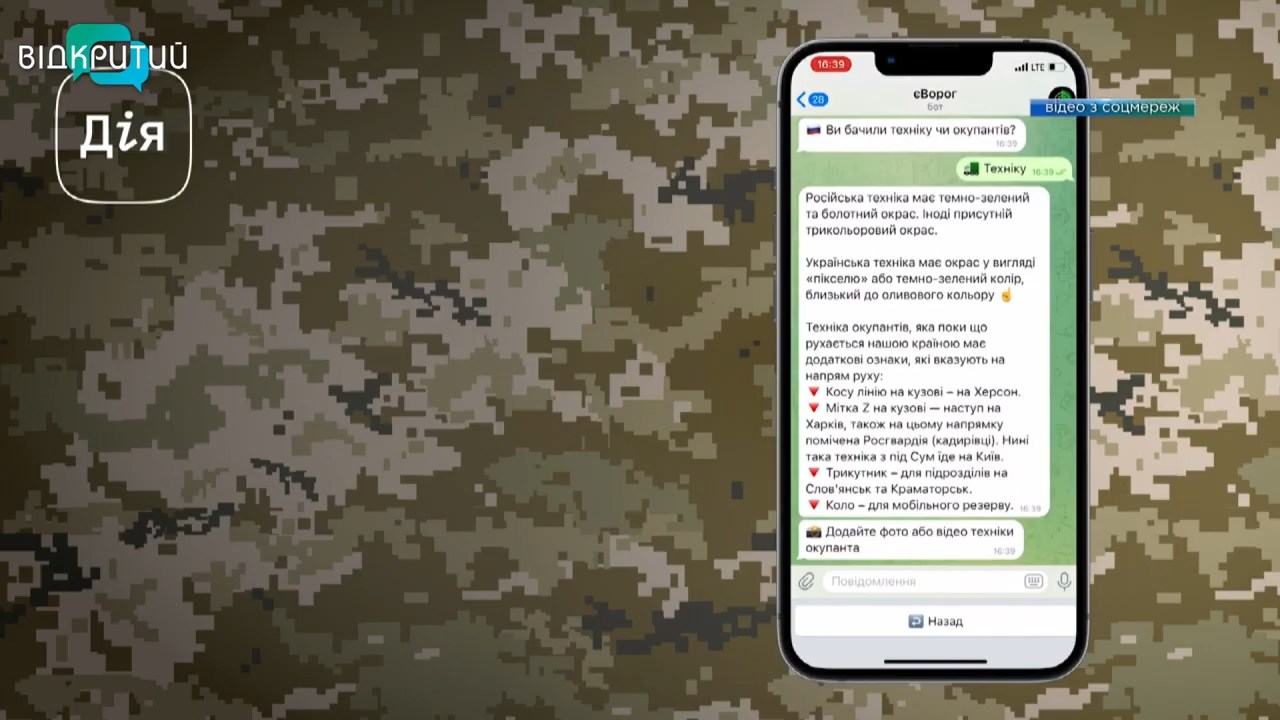 ВІДКРИТИЙ
Дія
16:39
LTE
28
єВорог
бот
відео з соцмереж
Ви бачили техніку чи окупантів?
16:39
Техніку 16:39
Російська техніка має темно-зелений
та болотний окрас. Іноді присутній
трикольоровий окрас.
Українська техніка має окрас у вигляді
«пікселю» або темно-зелений колір,
близький до оливового кольору
Техніка окупантів, яка поки що
рухається нашою країною має
додаткові ознаки, які вказують на
напрям руху:
Косу лінію на кузові – на Херсон.
Мітка Z на кузові — наступ на
Харків, також на цьому напрямку
помічена Росгвардія (кадирівці). Нині
така техніка з під Сум їде на Київ.
Трикутник – для підрозділів на
Слов'янськ та Краматорськ.
Коло – для мобільного резерву. 16:39
Додайте фото або відео техніки
окупанта
16:39
Повідомлення
Назад